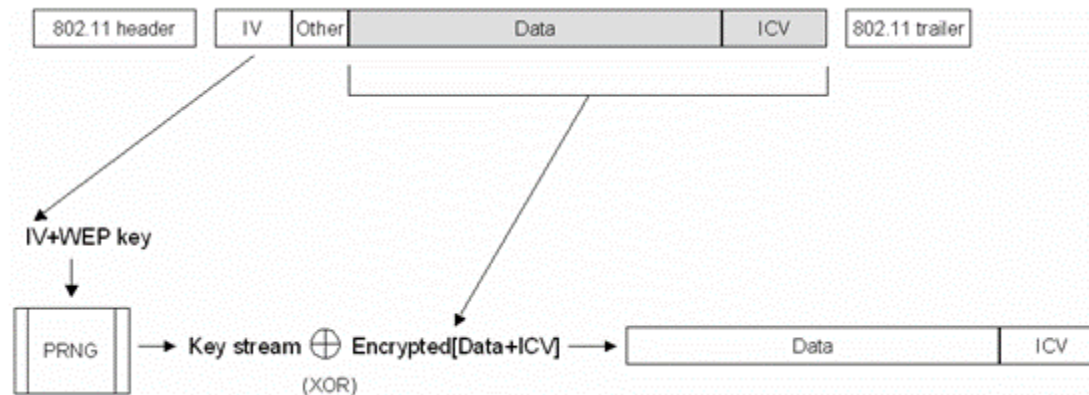 802.11 header IV Other Data ICV 802.11 trailer
IV+WEP key
PRNG Key stream Encrypted[Data+ICV] Data ICV
(XOR)